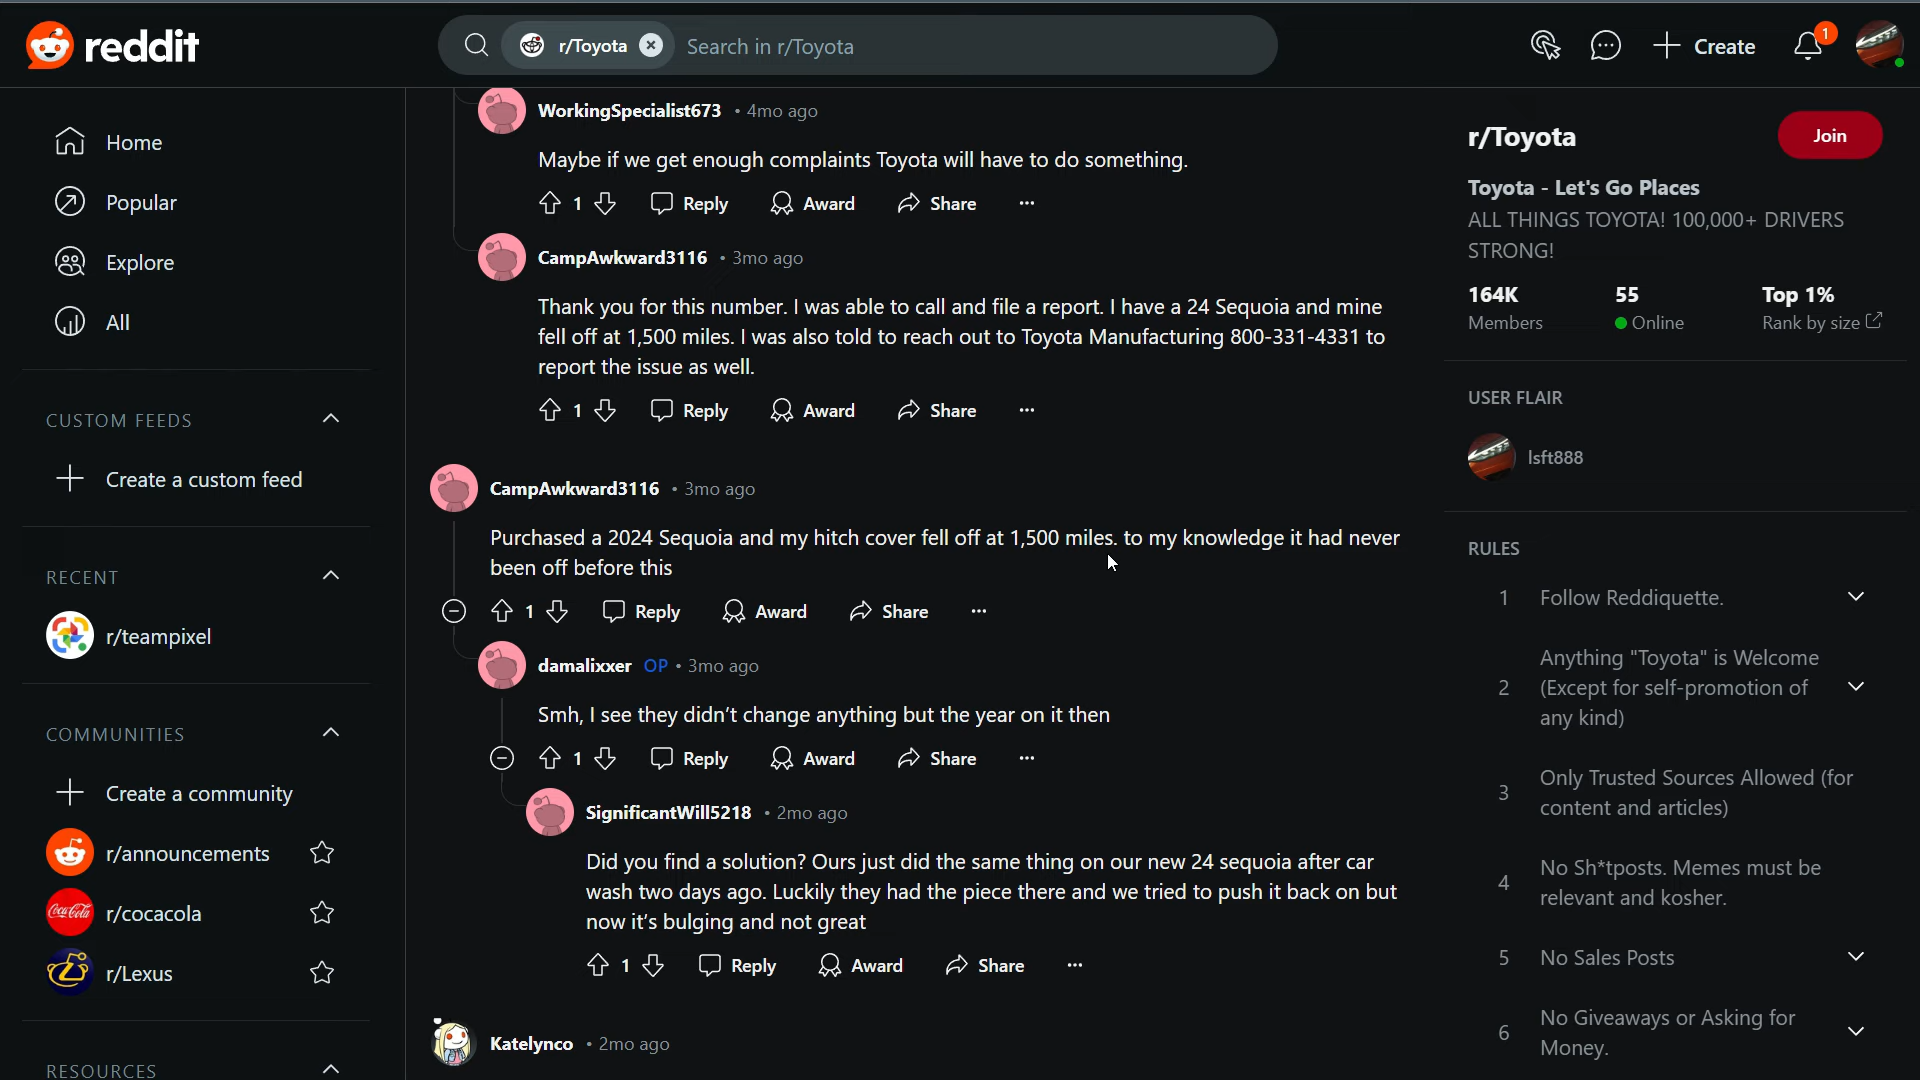 reddit
r/Toyota
Search in r/Toyota
Create
1
Home
Popular
Explore
All
CUSTOM FEEDS
Create a custom feed
RECENT
r/teampixel
COMMUNITIES
Create a community
r/announcements
Coca-Cola
r/cocacola
r/Lexus
RESOURCES
WorkingSpecialist673 • 4mo ago
Maybe if we get enough complaints Toyota will have to do something.
1 Reply Award Share
CampAwkward3116 • 3mo ago
Thank you for this number. I was able to call and file a report. I have a 24 Sequoia and mine
fell off at 1,500 miles. I was also told to reach out to Toyota Manufacturing 800-331-4331 to
report the issue as well.
1 Reply Award Share
CampAwkward3116 • 3mo ago
Purchased a 2024 Sequoia and my hitch cover fell off at 1,500 miles. to my knowledge it had never
been off before this
1 Reply Award Share
damalixxer OP • 3mo ago
Smh, I see they didn’t change anything but the year on it then
1 Reply Award Share
SignificantWill5218 • 2mo ago
Did you find a solution? Ours just did the same thing on our new 24 sequoia after car
wash two days ago. Luckily they had the piece there and we tried to push it back on but
now it’s bulging and not great
1 Reply Award Share
Katelynco • 2mo ago
r/Toyota
Join
Toyota - Let's Go Places
ALL THINGS TOYOTA! 100,000+ DRIVERS
STRONG!
164K 55 Top 1%
Members Online Rank by size
USER FLAIR
lsft888
RULES
1 Follow Reddiquette.
Anything "Toyota" is Welcome
2 (Except for self-promotion of
any kind)
Only Trusted Sources Allowed (for
3
content and articles)
No Sh*tposts. Memes must be
4
relevant and kosher.
5 No Sales Posts
No Giveaways or Asking for
6
Money.